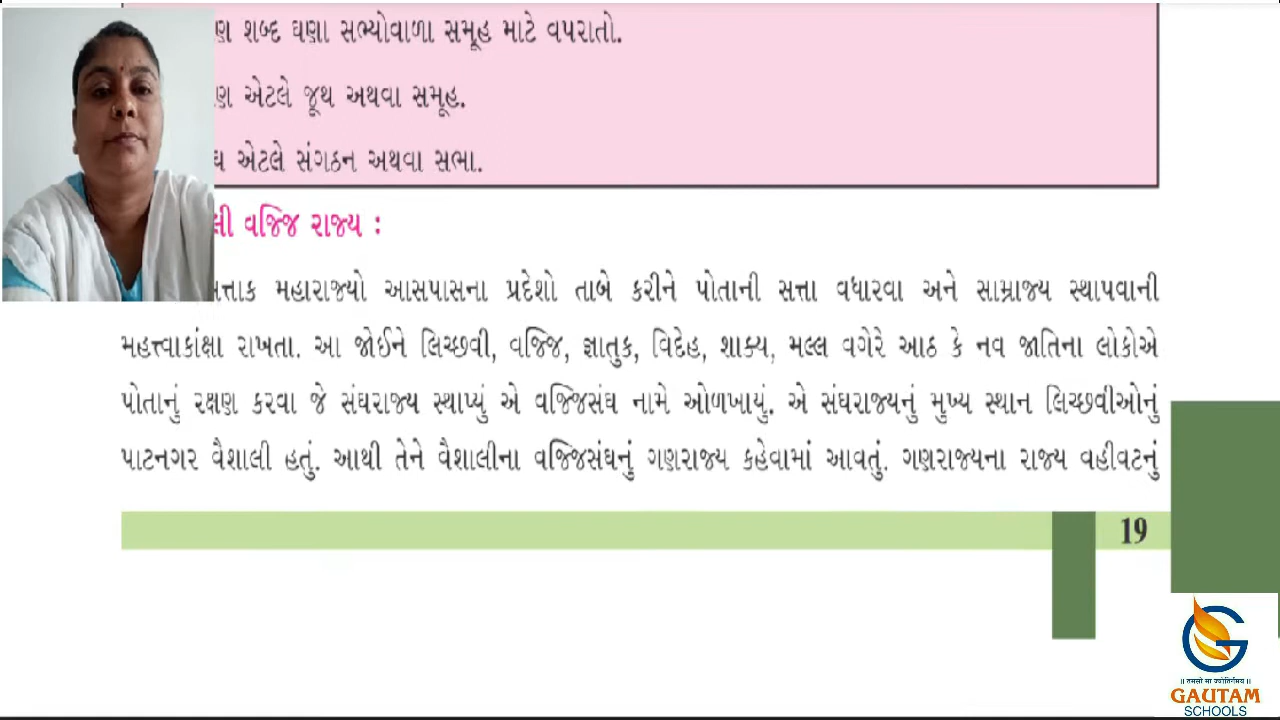 શબ્દ ઘણા સભ્યોવાળા સમૂહ માટે વપરાતો.
એટલે જૂથ અથવા સમૂહ.
એટલે સંગઠન અથવા સભા.
વજ્જિ રાજ્ય :
મહારાજ્યો આસપાસના પ્રદેશો તાબે કરીને પોતાની સત્તા વધારવા અને સામ્રાજ્ય સ્થાપવાની
મહત્ત્વાકાંક્ષા રાખતા. આ જોઈને લિચ્છવી, વજ્જિ, જ્ઞાતુક, વિદેહ, શાક્ય, મલ્લ વગેરે આઠ કે નવ જાતિના લોકોએ
પોતાનું રક્ષણ કરવા જે સંઘરાજ્ય સ્થાપ્યું એ વજ્જિસંઘ નામે ઓળખાયું. એ સંઘરાજ્યનું મુખ્ય સ્થાન લિચ્છવીઓનું
પાટનગર વૈશાલી હતું. આથી તેને વૈશાલીના વજ્જિસંઘનું ગણરાજ્ય કહેવામાં આવતું. ગણરાજ્યના રાજ્ય વહીવટનું
19
॥ તમસો મા જ્યોતિર્ગમય ॥
GAUTAM
SCHOOLS